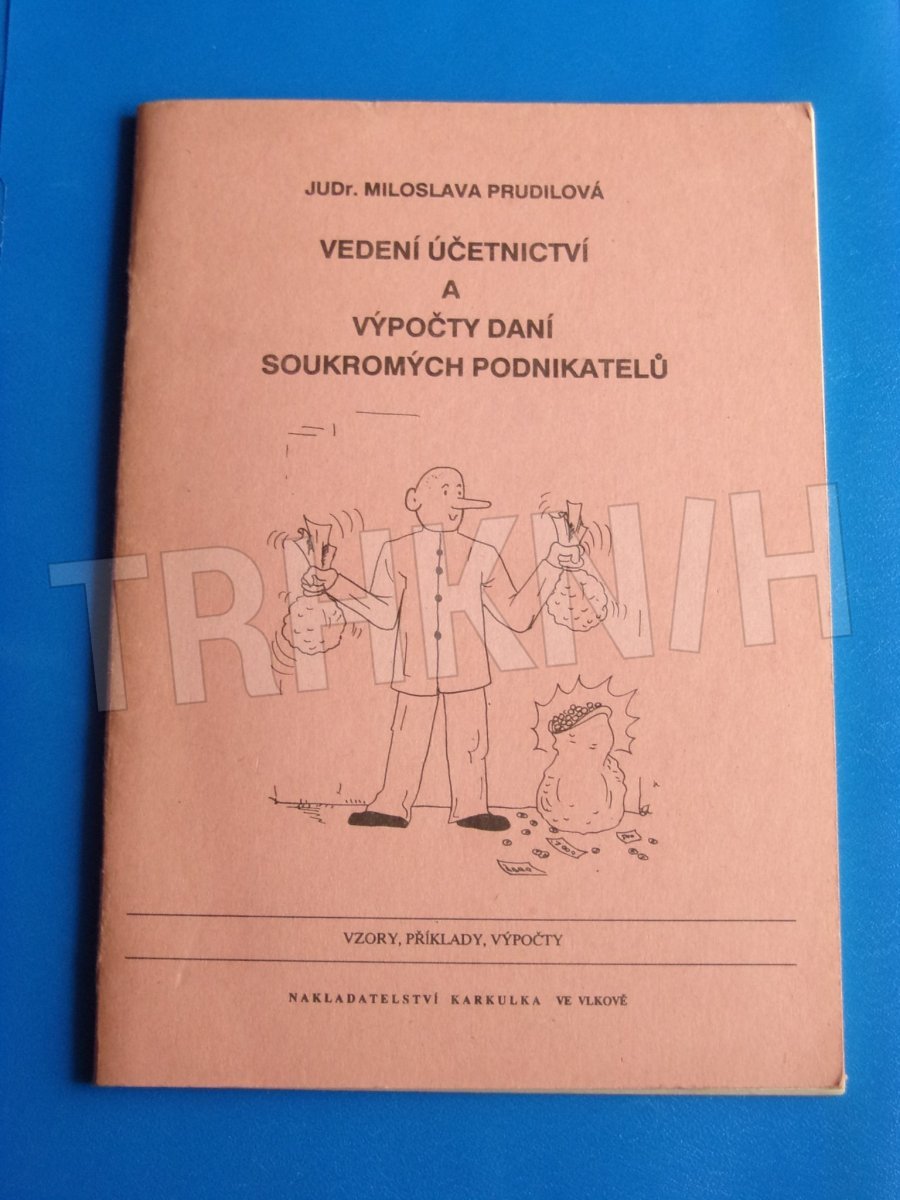 JUDr. MILOSLAVA PRUDILOVÁ
VEDENÍ ÚČETNICTVÍ
A
VÝPOČTY DANÍ
SOUKROMÝCH PODNIKATELŮ
TRHKNIH
VZORY, PŘÍKLADY, VÝPOČTY
NAKLADATELSTVÍ KARKULKA VE VLKOVĚ